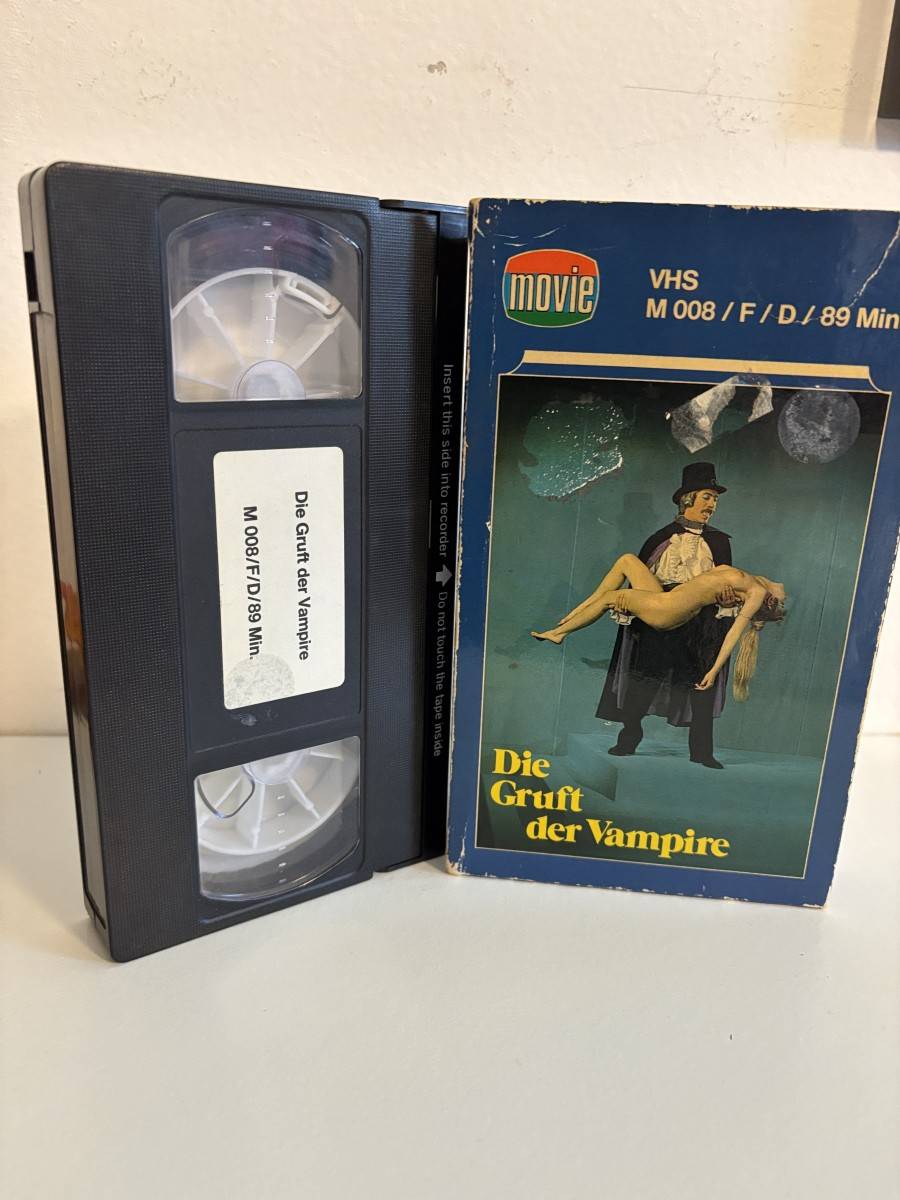 Die Gruft der Vampire
M 008/F/D/89 Min.
Insert this side into recorder Do not touch the tape inside
movie
VHS
M 008 / F / D / 89 Min
Die
Gruft
der Vampire